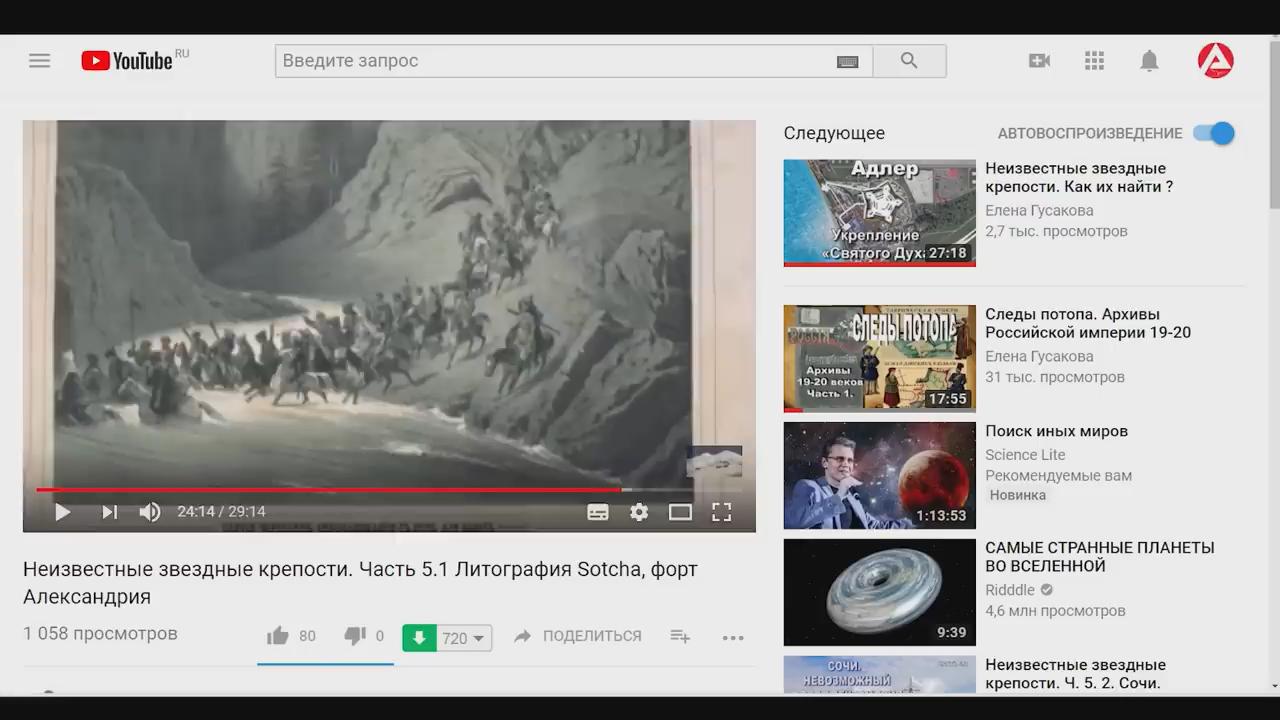 YouTube RU
Введите запрос
24:14 / 29:14
Неизвестные звездные крепости. Часть 5.1 Литография Sotcha, форт
Александрия
1 058 просмотров
80
0
720
ПОДЕЛИТЬСЯ
Следующее
АВТОВОСПРОИЗВЕДЕНИЕ
Адлер
Укрепление
«Святого Дух
27:18
Неизвестные звездные
крепости. Как их найти ?
Елена Гусакова
2,7 тыс. просмотров
СЛЕДЫ ПОТОПА
Архивы
19-20 веков
Часть 1.
17:55
Следы потопа. Архивы
Российской империи 19-20
Елена Гусакова
31 тыс. просмотров
1:13:53
Поиск иных миров
Science Lite
Рекомендуемые вам
Новинка
9:39
САМЫЕ СТРАННЫЕ ПЛАНЕТЫ
ВО ВСЕЛЕННОЙ
Ridddle
4,6 млн просмотров
СОЧИ.
НЕВОЗМОЖНЫЙ
Неизвестные звездные
крепости. Ч. 5. 2. Сочи.